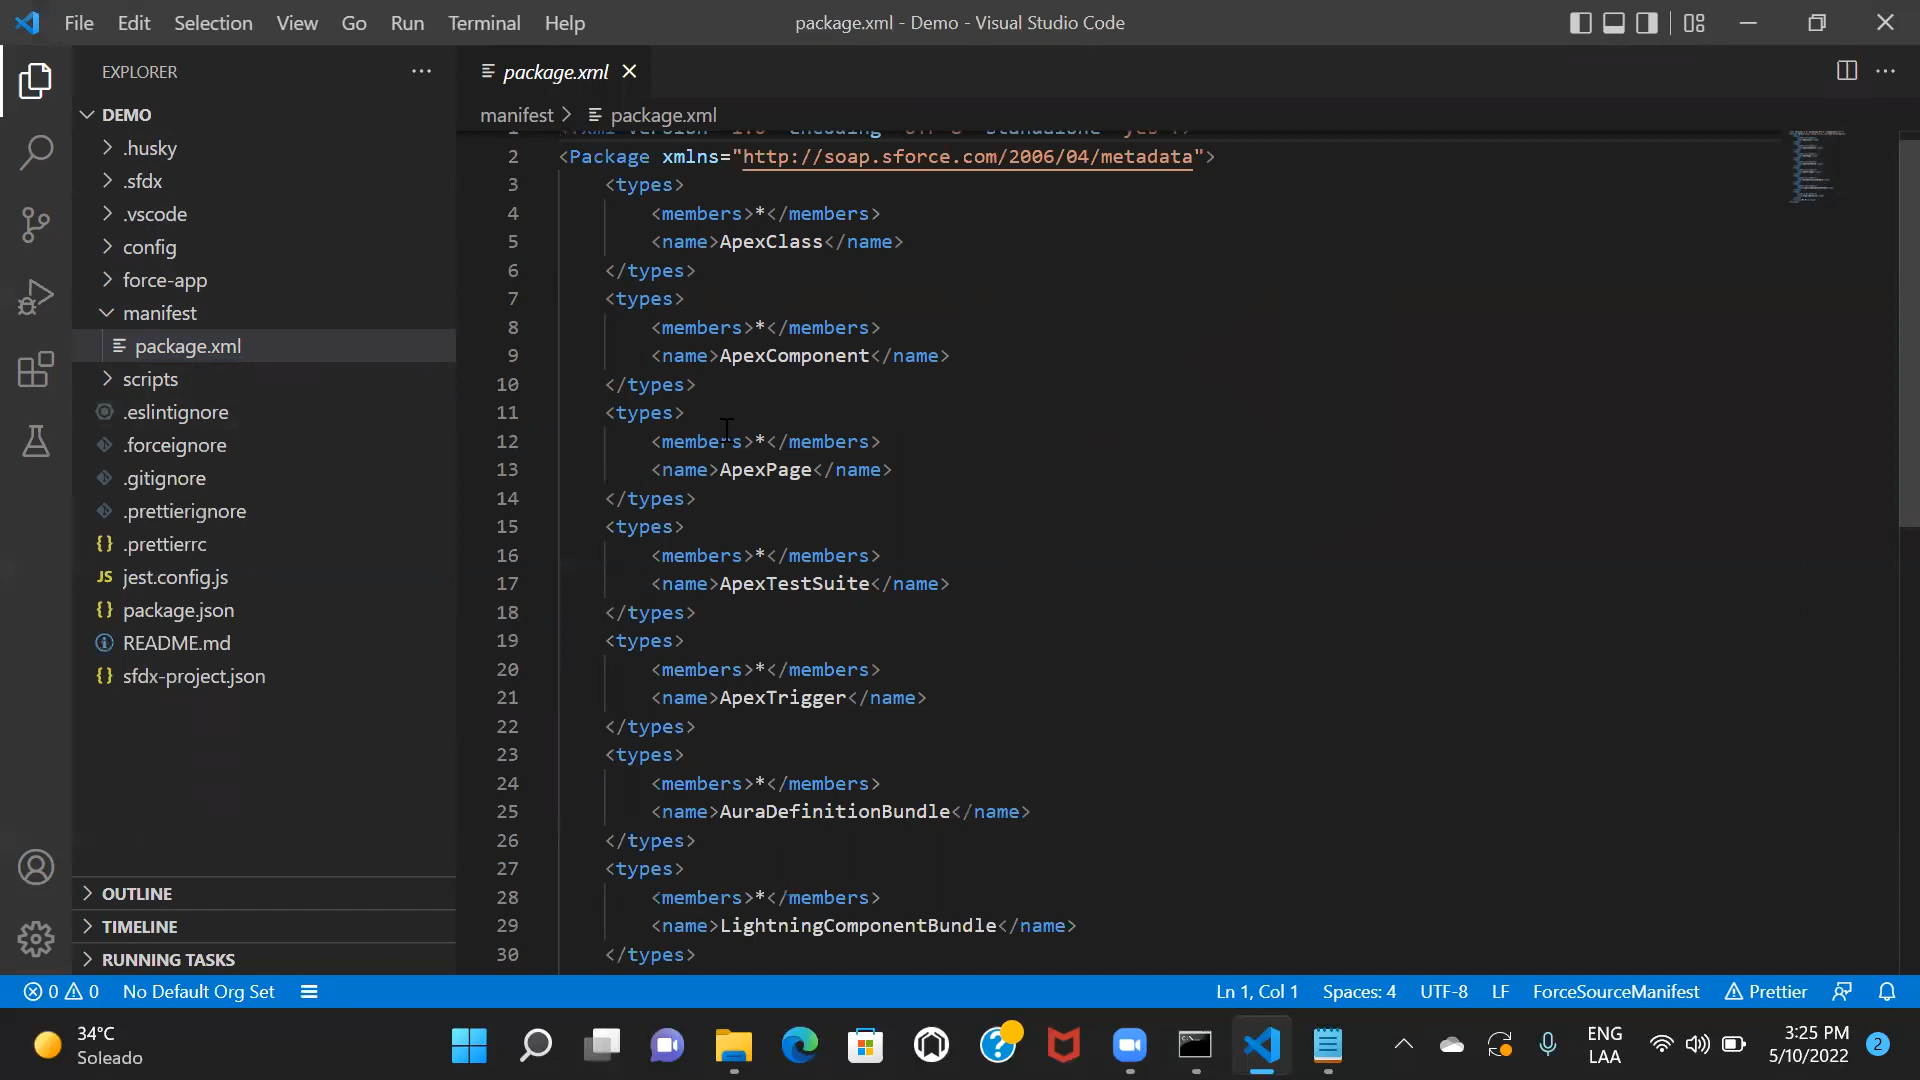 File Edit Selection View Go Run Terminal Help
package.xml - Demo - Visual Studio Code
EXPLORER
DEMO
.husky
.sfdx
.vscode
config
force-app
manifest
package.xml
scripts
.eslintignore
.forceignore
.gitignore
.prettierignore
.prettierrc
JS jest.config.js
package.json
README.md
sfdx-project.json
OUTLINE
TIMELINE
RUNNING TASKS
package.xml
manifest > package.xml
2 <Package xmlns="http://soap.sforce.com/2006/04/metadata">
3 <types>
4 <members>*</members>
5 <name>ApexClass</name>
6 </types>
7 <types>
8 <members>*</members>
9 <name>ApexComponent</name>
10 </types>
11 <types>
12 <members>*</members>
13 <name>ApexPage</name>
14 </types>
15 <types>
16 <members>*</members>
17 <name>ApexTestSuite</name>
18 </types>
19 <types>
20 <members>*</members>
21 <name>ApexTrigger</name>
22 </types>
23 <types>
24 <members>*</members>
25 <name>AuraDefinitionBundle</name>
26 </types>
27 <types>
28 <members>*</members>
29 <name>LightningComponentBundle</name>
30 </types>
0 0 No Default Org Set
Ln 1, Col 1 Spaces: 4 UTF-8 LF ForceSourceManifest Prettier
34°C
Soleado
ENG
LAA
3:25 PM
5/10/2022
2